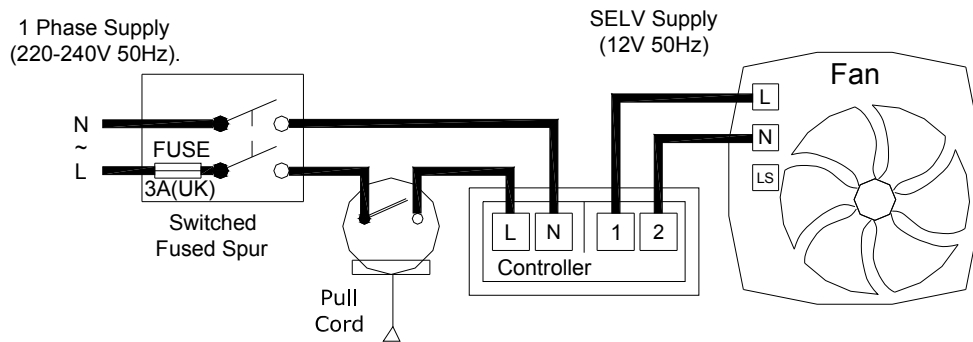 1 Phase Supply
(220-240V 50Hz).
SELV Supply
(12V 50Hz)
Fan
L
N
LS
N
~
L
FUSE
3A(UK)
Switched
Fused Spur
Pull
Cord
L N 1 2
Controller